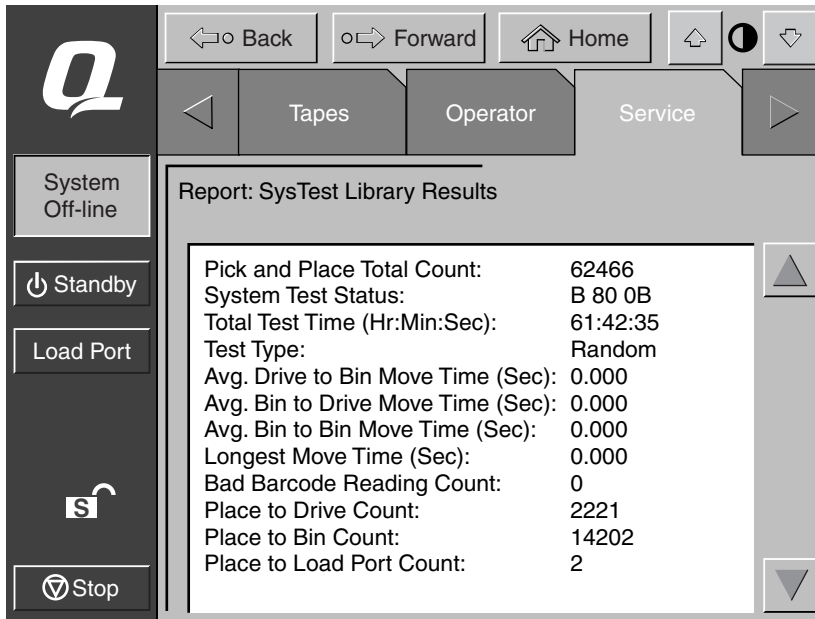 Q
Back
Forward
Home
Tapes
Operator
Service
System
Off-line
Standby
Load Port
S
Stop
Report: SysTest Library Results
Pick and Place Total Count: 62466
System Test Status: B 80 0B
Total Test Time (Hr:Min:Sec): 61:42:35
Test Type: Random
Avg. Drive to Bin Move Time (Sec): 0.000
Avg. Bin to Drive Move Time (Sec): 0.000
Avg. Bin to Bin Move Time (Sec): 0.000
Longest Move Time (Sec): 0.000
Bad Barcode Reading Count: 0
Place to Drive Count: 2221
Place to Bin Count: 14202
Place to Load Port Count: 2